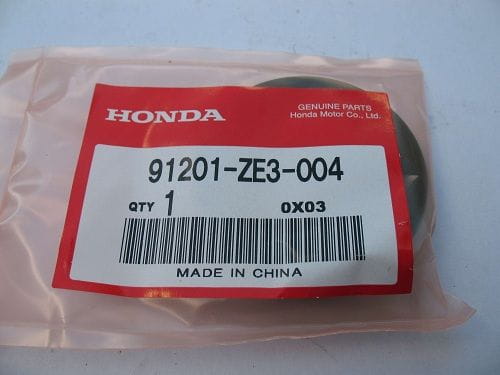 HONDA
GENUINE PARTS
Honda Motor Co., Ltd.
91201-ZE3-004
QTY 1 0X03
MADE IN CHINA